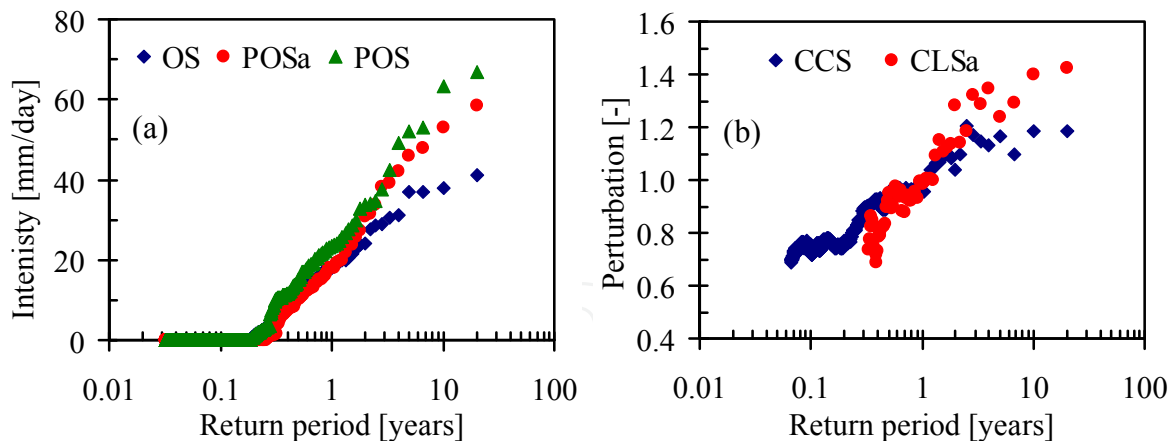 80
60
40
20
0
Intenisty [mm/day]
OS POSa POS
(a)
0.01 0.1 1 10 100
Return period [years]
1.6
1.4
1.2
1.0
0.8
0.6
0.4
Perturbation [-]
CCS CLSa
(b)
0.01 0.1 1 10 100
Return period [years]